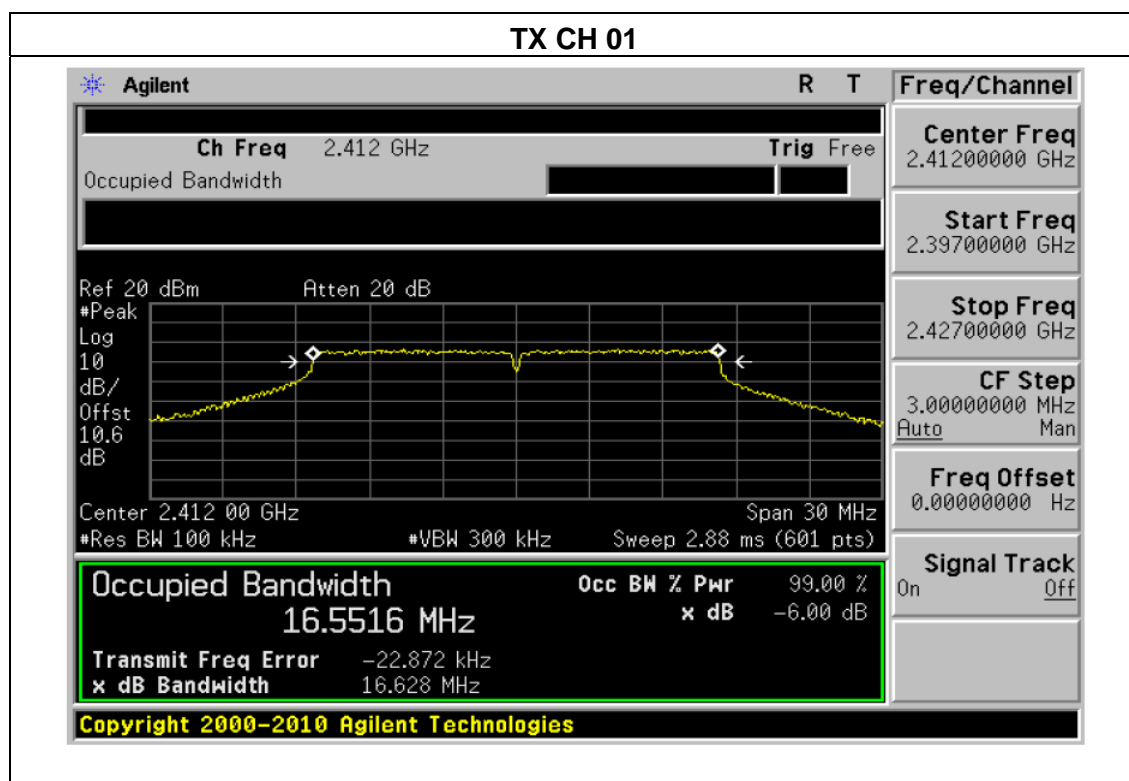 TX CH 01
Agilent R T
Ch Freq 2.412 GHz Trig Free
Occupied Bandwidth
Ref 20 dBm Atten 20 dB
#Peak
Log
10
dB/
Offst
10.6
dB
Center 2.412 00 GHz Span 30 MHz
#Res BW 100 kHz #VBW 300 kHz Sweep 2.88 ms (601 pts)
Occupied Bandwidth Occ BW % Pwr 99.00 %
16.5516 MHz x dB -6.00 dB
Transmit Freq Error -22.872 kHz
x dB Bandwidth 16.628 MHz
Copyright 2000-2010 Agilent Technologies
Freq/Channel
Center Freq
2.41200000 GHz
Start Freq
2.39700000 GHz
Stop Freq
2.42700000 GHz
CF Step
3.00000000 MHz
Auto Man
Freq Offset
0.00000000 Hz
Signal Track
On Off